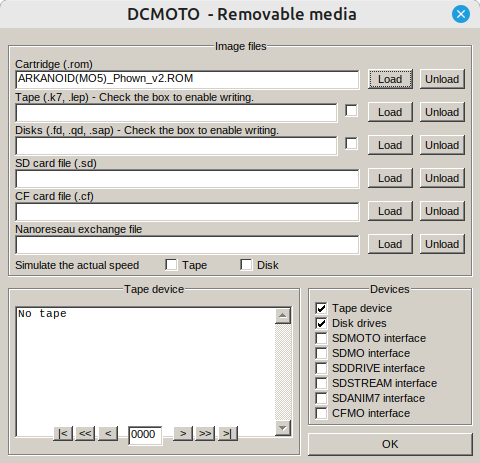 DCMOTO - Removable media
Image files
Cartridge (.rom)
ARKANOID(MO5)_Phown_v2.ROM
Load
Unload
Tape (.k7, .lep) - Check the box to enable writing.
Load
Unload
Disks (.fd, .qd, .sap) - Check the box to enable writing.
Load
Unload
SD card file (.sd)
Load
Unload
CF card file (.cf)
Load
Unload
Nanoreseau exchange file
Load
Unload
Simulate the actual speed
Tape
Disk
Tape device
No tape
|<
<<
<
0000
>
>>
>|
Devices
Tape device
Disk drives
SDMOTO interface
SDMO interface
SDDRIVE interface
SDSTREAM interface
SDANIM7 interface
CFMO interface
OK